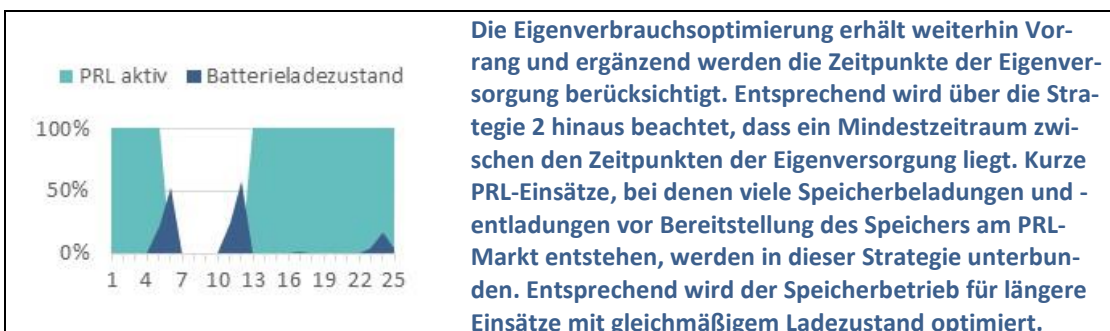 PRL aktiv Batterieladezustand
100%
50%
0%
1 4 7 10 13 16 19 22 25
Die Eigenverbrauchsoptimierung erhält weiterhin Vor-
rang und ergänzend werden die Zeitpunkte der Eigenver-
sorgung berücksichtigt. Entsprechend wird über die Stra-
tegie 2 hinaus beachtet, dass ein Mindestzeitraum zwi-
schen den Zeitpunkten der Eigenversorgung liegt. Kurze
PRL-Einsätze, bei denen viele Speicherbeladungen und -
entladungen vor Bereitstellung des Speichers am PRL-
Markt entstehen, werden in dieser Strategie unterbun-
den. Entsprechend wird der Speicherbetrieb für längere
Einsätze mit gleichmäßigem Ladezustand optimiert.